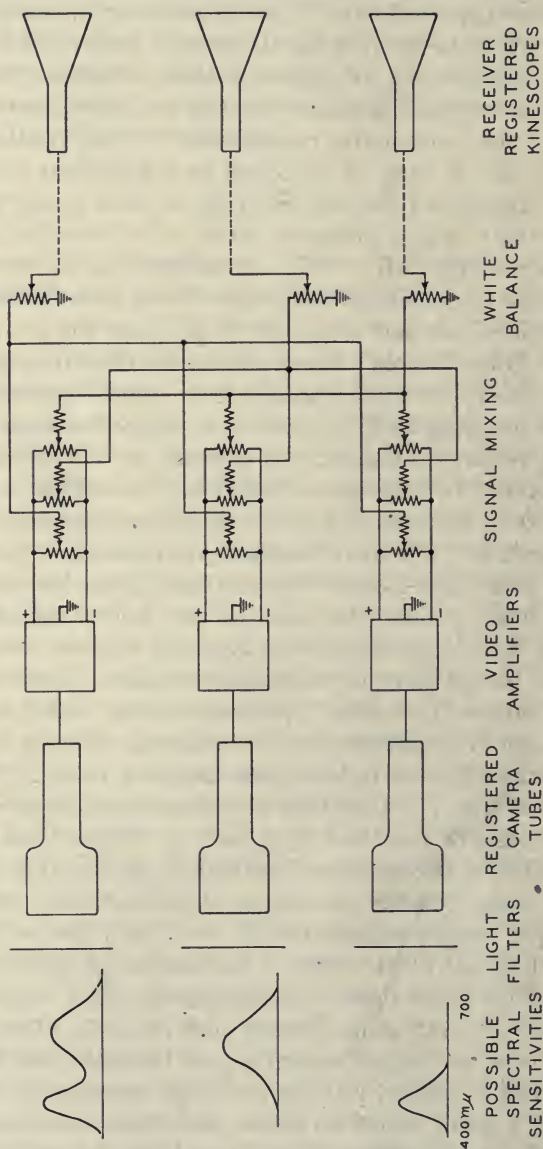 +
−
+
−
+
−
400mμ 700
POSSIBLE
SPECTRAL
SENSITIVITIES
LIGHT
FILTERS
REGISTERED
CAMERA
TUBES
VIDEO
AMPLIFIERS
SIGNAL MIXING
WHITE
BALANCE
RECEIVER
REGISTERED
KINESCOPES